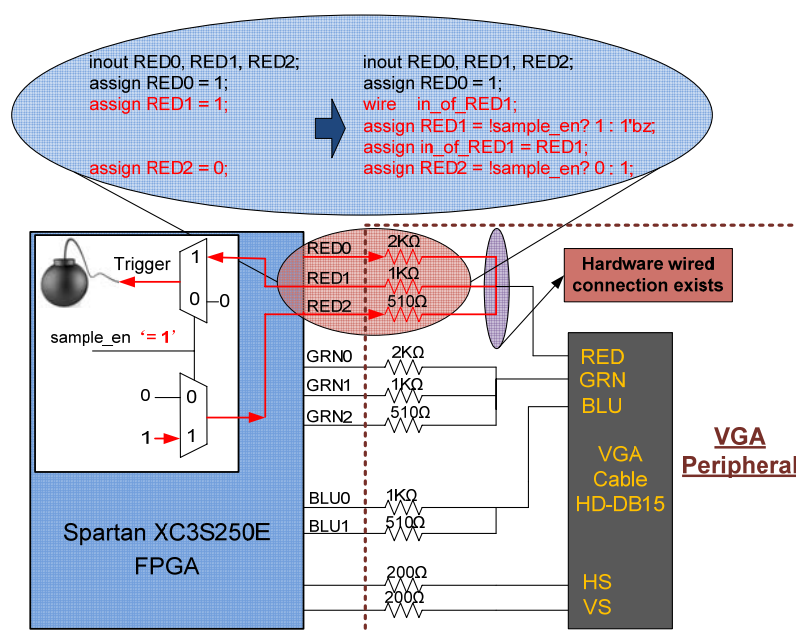 inout RED0, RED1, RED2;
assign RED0 = 1;
assign RED1 = 1;
assign RED2 = 0;
inout RED0, RED1, RED2;
assign RED0 = 1;
wire in_of_RED1;
assign RED1 = !sample_en? 1 : 1'bz;
assign in_of_RED1 = RED1;
assign RED2 = !sample_en? 0 : 1;
Trigger
1
0
0
sample_en '= 1'
0
0
1
1
Spartan XC3S250E
FPGA
RED0
2KΩ
RED1
1KΩ
RED2
510Ω
GRN0
2KΩ
GRN1
1KΩ
GRN2
510Ω
BLU0
1KΩ
BLU1
510Ω
200Ω
200Ω
Hardware wired
connection exists
RED
GRN
BLU
VGA
Cable
HD-DB15
HS
VS
VGA
Peripheral